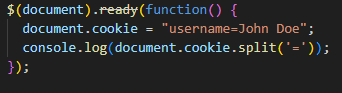 $(document).ready(function() {
  document.cookie = "username=John Doe";
  console.log(document.cookie.split('='));
});